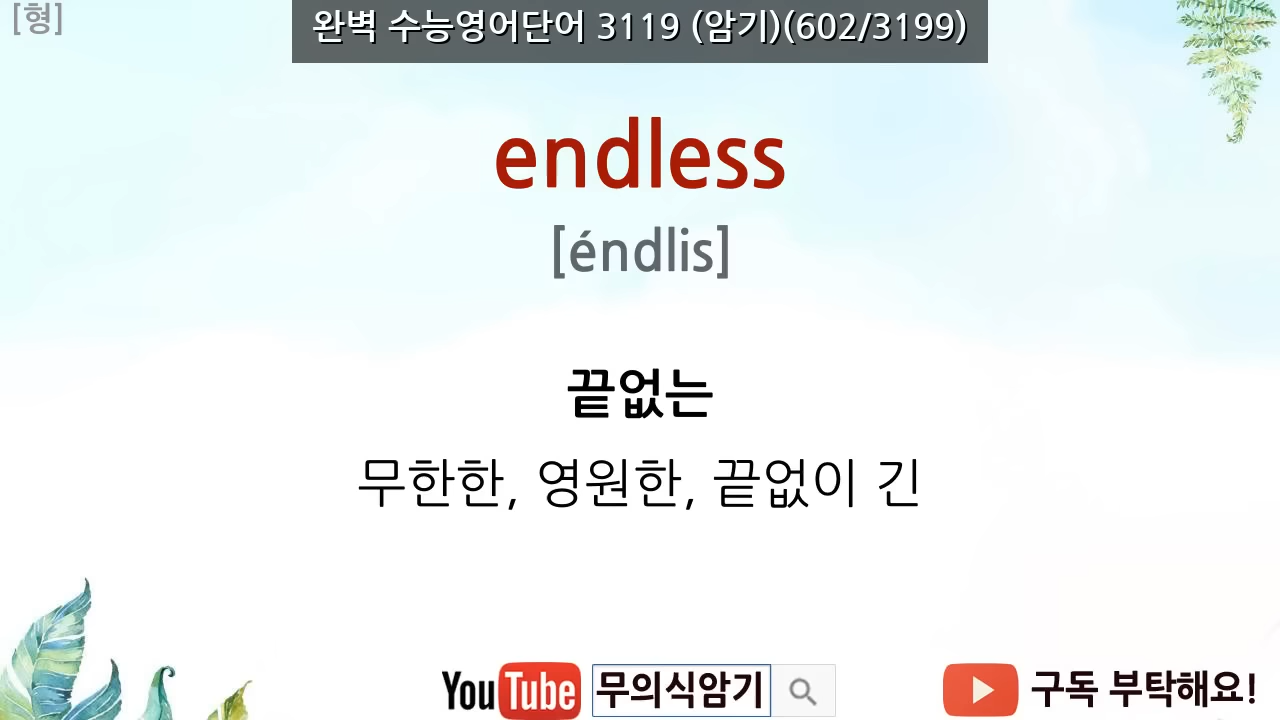 [형]
완벽 수능영어단어 3119 (암기)(602/3199)
endless
[éndlis]
끝없는
무한한, 영원한, 끝없이 긴
YouTube 무의식암기 구독 부탁해요!